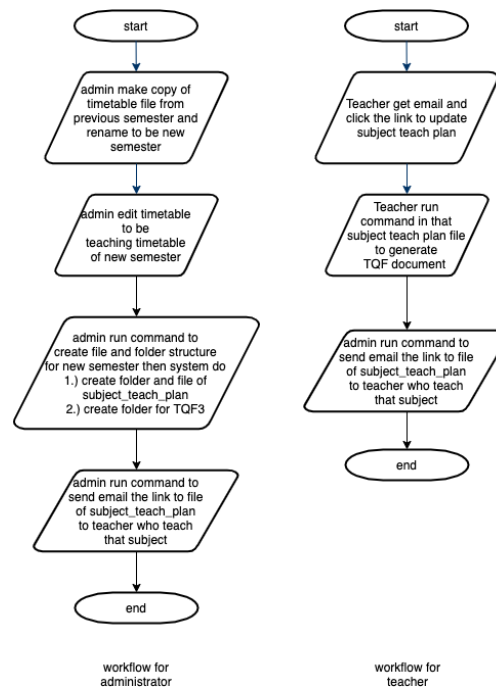 start
admin make copy of
timetable file from
previous semester and
rename to be new
semester
admin edit timetable
to be
teaching timetable
of new semester
admin run command to
create file and folder structure
for new semester then system do
1.) create folder and file of
subject_teach_plan
2.) create folder for TQF3
admin run command to
send email the link to file
of subject_teach_plan
to teacher who teach
that subject
end
workflow for
administrator
start
Teacher get email and
click the link to update
subject teach plan
Teacher run
command in that
subject teach plan file
to generate
TQF document
admin run command to
send email the link to file
of subject_teach_plan
to teacher who teach
that subject
end
workflow for
teacher